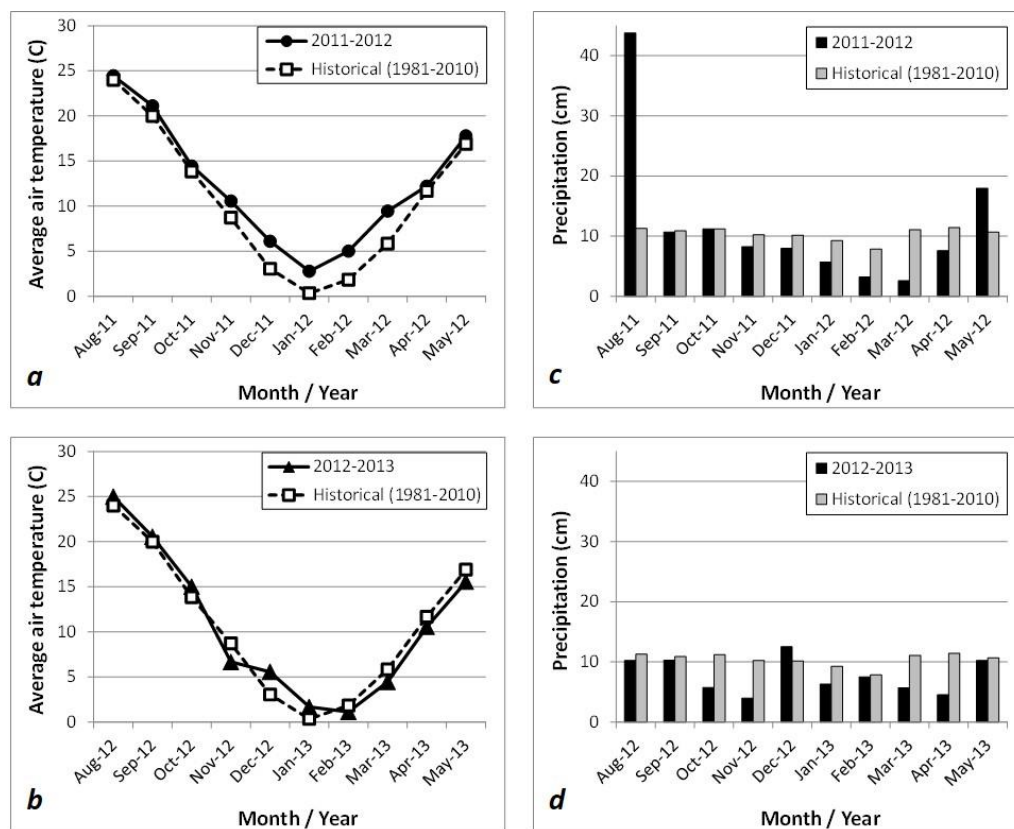 30
25
20
15
10
5
0
Average air temperature (C)
2011-2012
Historical (1981-2010)
Aug-11
Sep-11
Oct-11
Nov-11
Dec-11
Jan-12
Feb-12
Mar-12
Apr-12
May-12
Month / Year
a
40
30
20
10
0
Precipitation (cm)
2011-2012
Historical (1981-2010)
Aug-11
Sep-11
Oct-11
Nov-11
Dec-11
Jan-12
Feb-12
Mar-12
Apr-12
May-12
Month / Year
c
30
25
20
15
10
5
0
Average air temperature (C)
2012-2013
Historical (1981-2010)
Aug-12
Sep-12
Oct-12
Nov-12
Dec-12
Jan-13
Feb-13
Mar-13
Apr-13
May-13
Month / Year
b
40
30
20
10
0
Precipitation (cm)
2012-2013
Historical (1981-2010)
Aug-12
Sep-12
Oct-12
Nov-12
Dec-12
Jan-13
Feb-13
Mar-13
Apr-13
May-13
Month / Year
d